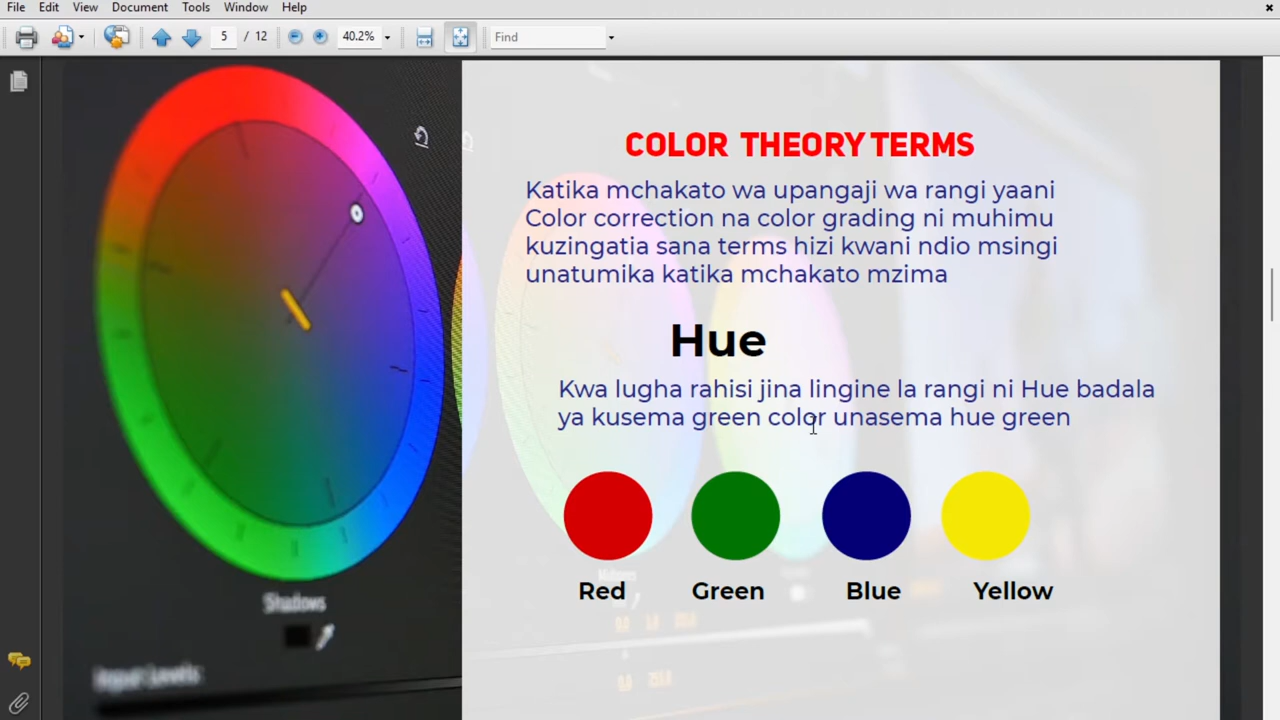 File Edit View Document Tools Window Help
5 / 12 40.2% Find
COLOR THEORY TERMS
Katika mchakato wa upangaji wa rangi yaani
Color correction na color grading ni muhimu
kuzingatia sana terms hizi kwani ndio msingi
unatumika katika mchakato mzima
Hue
Kwa lugha rahisi jina lingine la rangi ni Hue badala
ya kusema green color unasema hue green
Red Green Blue Yellow
Shadows
Input Levels